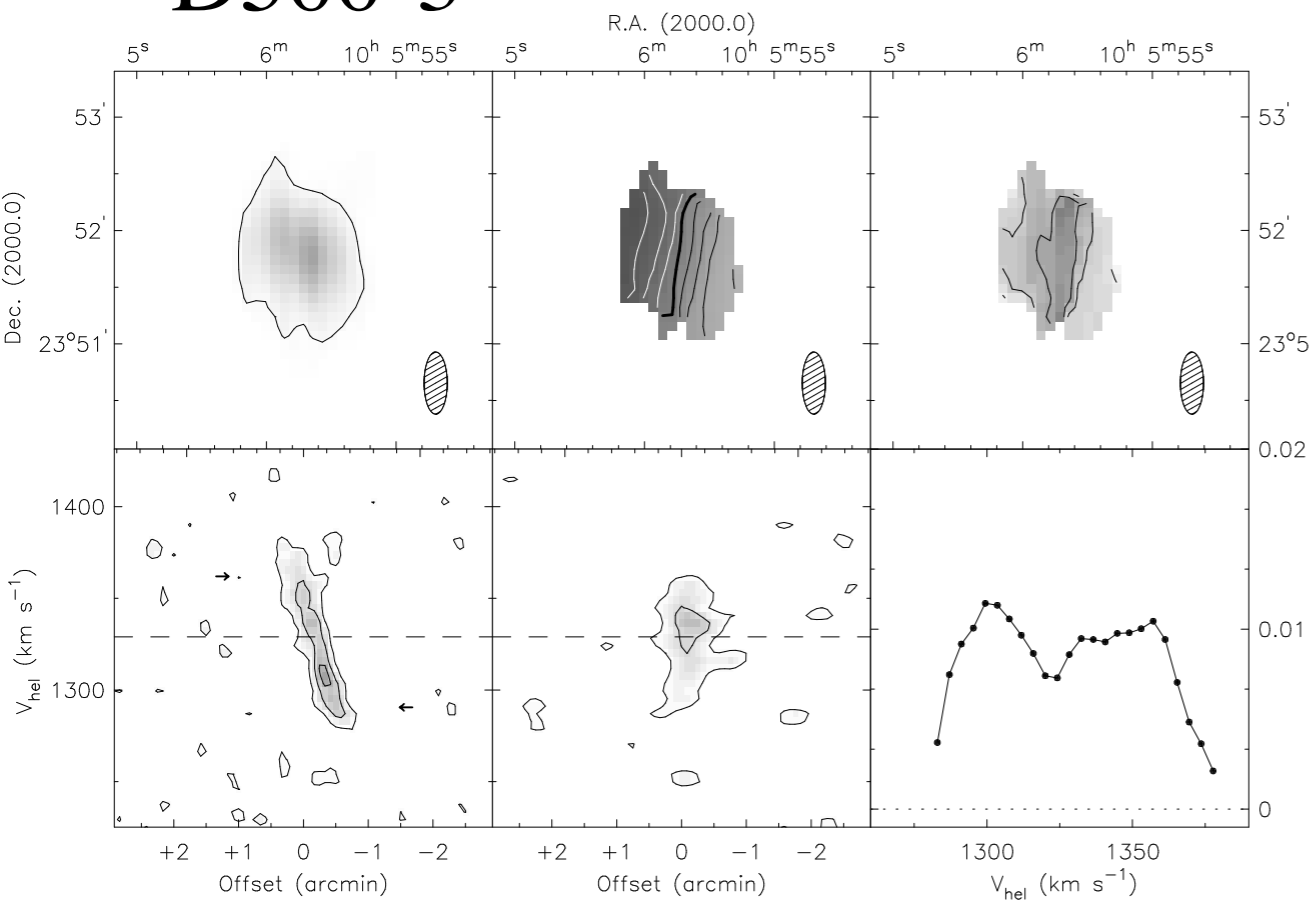 R.A. (2000.0)
5ˢ 6ᵐ 10ʰ 5ᵐ55ˢ 5ˢ 6ᵐ 10ʰ 5ᵐ55ˢ 5ˢ 6ᵐ 10ʰ 5ᵐ55ˢ
53' 53'
Dec. (2000.0)
52' 52'
23°51' 23°5
0.02
1400
V_hel (km s⁻¹)
0.01
1300
0
+2 +1 0 −1 −2 +2 +1 0 −1 −2 1300 1350
Offset (arcmin) Offset (arcmin) V_hel (km s⁻¹)